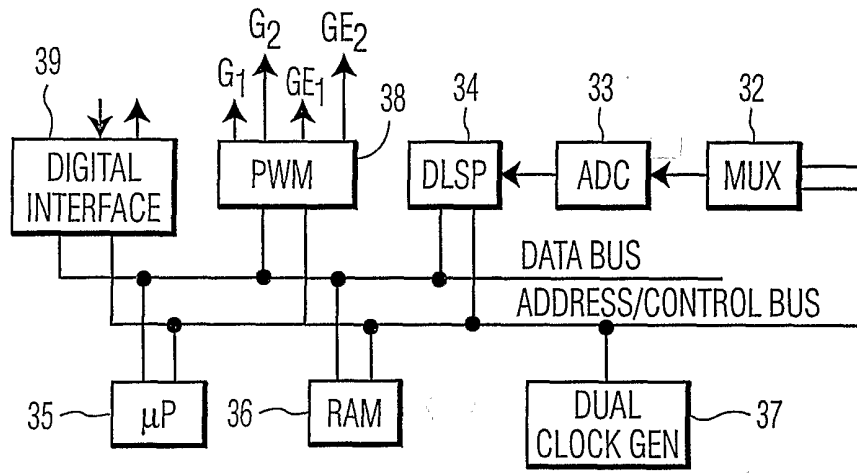 G1
G2
GE1
GE2
39
38
34
33
32
DIGITAL
INTERFACE
PWM
DLSP
ADC
MUX
DATA BUS
ADDRESS/CONTROL BUS
35
μP
36
RAM
DUAL
CLOCK GEN
37